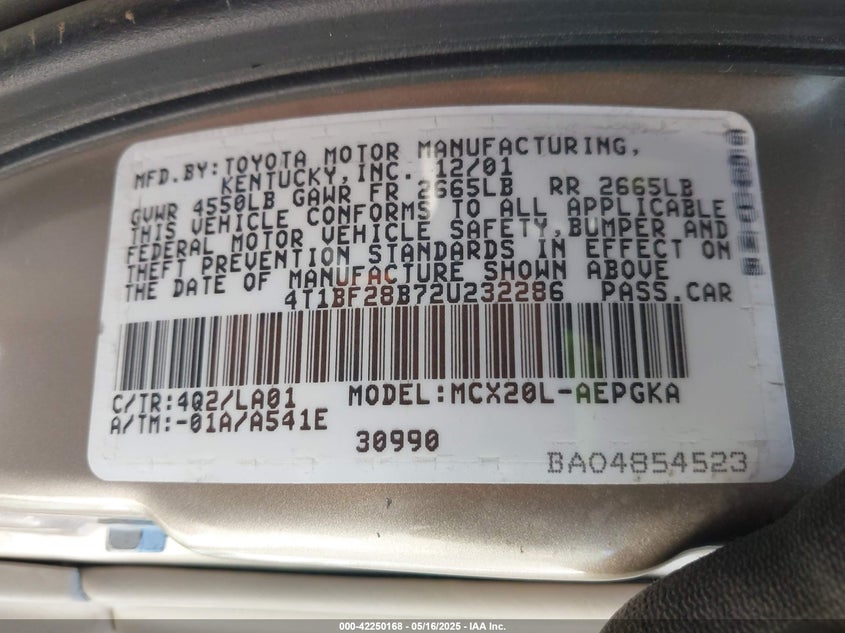 MFD.BY:TOYOTA MOTOR MANUFACTURING,
KENTUCKY,INC. 12/01
GVWR 4550LB GAWR FR 2665LB RR 2665LB
THIS VEHICLE CONFORMS TO ALL APPLICABLE
FEDERAL MOTOR VEHICLE SAFETY,BUMPER AND
THEFT PREVENTION STANDARDS IN EFFECT ON
THE DATE OF MANUFACTURE SHOWN ABOVE
4T1BF28B72U232286 PASS.CAR
C/TR:4Q2/LA01 MODEL:MCX20L-AEPGKA
A/TM:-01A/A541E
30990
BA04854523
000-42250168 - 05/16/2025 - IAA Inc.